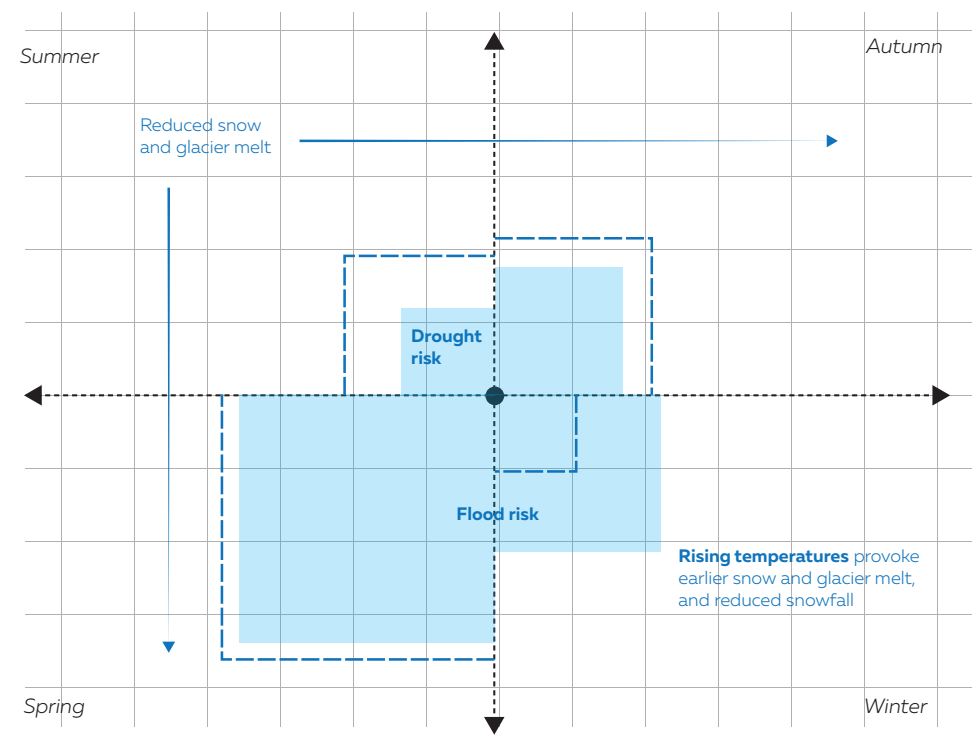 Summer
Autumn
Reduced snow
and glacier melt
Drought
risk
Flood risk
Rising temperatures provoke
earlier snow and glacier melt,
and reduced snowfall
Spring
Winter